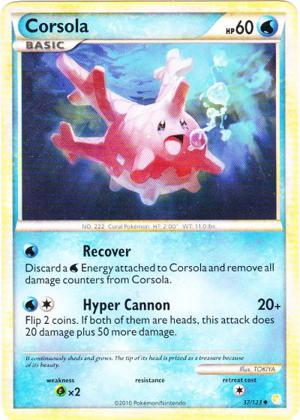 Corsola
HP 60
BASIC
NO. 222 Coral Pokémon HT: 2'00" WT: 11.0 lbs.
Recover
Discard a Energy attached to Corsola and remove all
damage counters from Corsola.
Hyper Cannon 20+
Flip 2 coins. If both of them are heads, this attack does
20 damage plus 50 more damage.
Illus. TOKIYA
It continuously sheds and grows. The tip of its head is prized as a treasure because
of its beauty.
weakness resistance retreat cost
×2
©2010 Pokémon/Nintendo 37/123